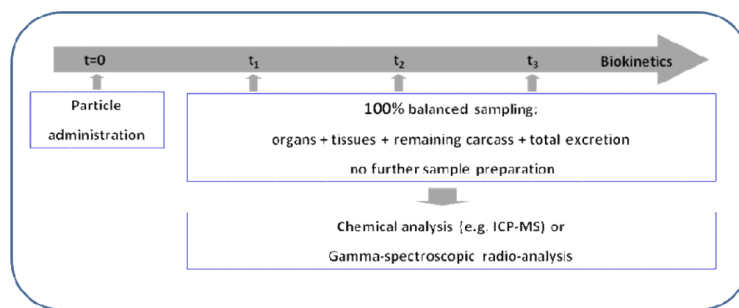 t=0 t₁ t₂ t₃ Biokinetics
Particle
administration
100% balanced sampling:
organs + tissues + remaining carcass + total excretion
no further sample preparation
Chemical analysis (e.g. ICP-MS) or
Gamma-spectroscopic radio-analysis